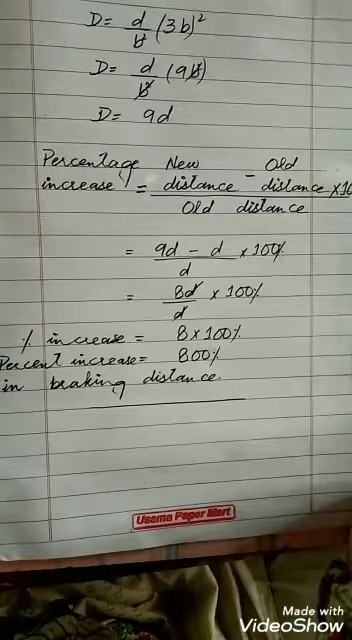 D= d/b² (3b)²
D= d/b² (9b²)
D= 9d
Percentage increase = New distance - Old distance / Old distance ×10
= 9d - d / d × 100%
= 8d / d × 100%
% increase = 8×100%
Percent increase = 800%
in braking distance.
Usama Paper Mart
Made with
VideoShow